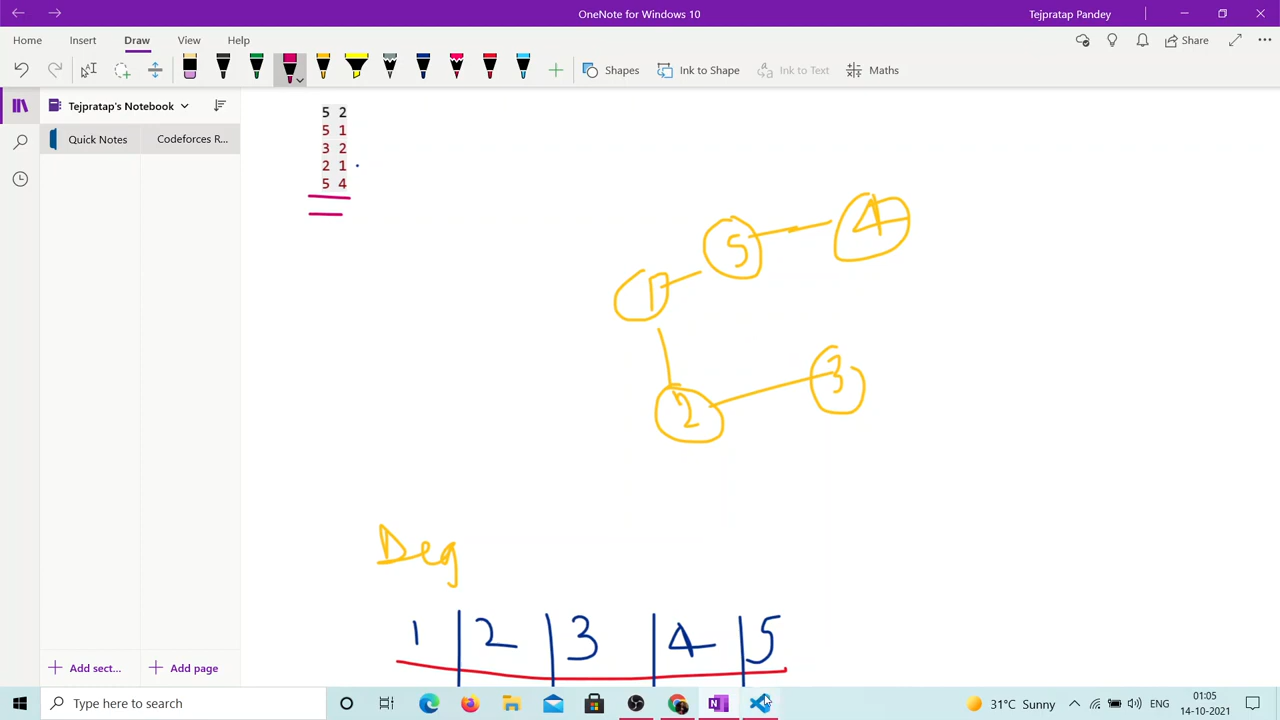 OneNote for Windows 10
Tejpratap Pandey
Home Insert Draw View Help
Share
Shapes Ink to Shape Ink to Text Maths
Tejpratap's Notebook
Quick Notes
Codeforces R...
5 2
5 1
3 2
2 1
5 4
5
4
1
3
2
Deg
1 2 3 4 5
Add sect...
Add page
Type here to search
31°C Sunny
ENG
01:05
14-10-2021